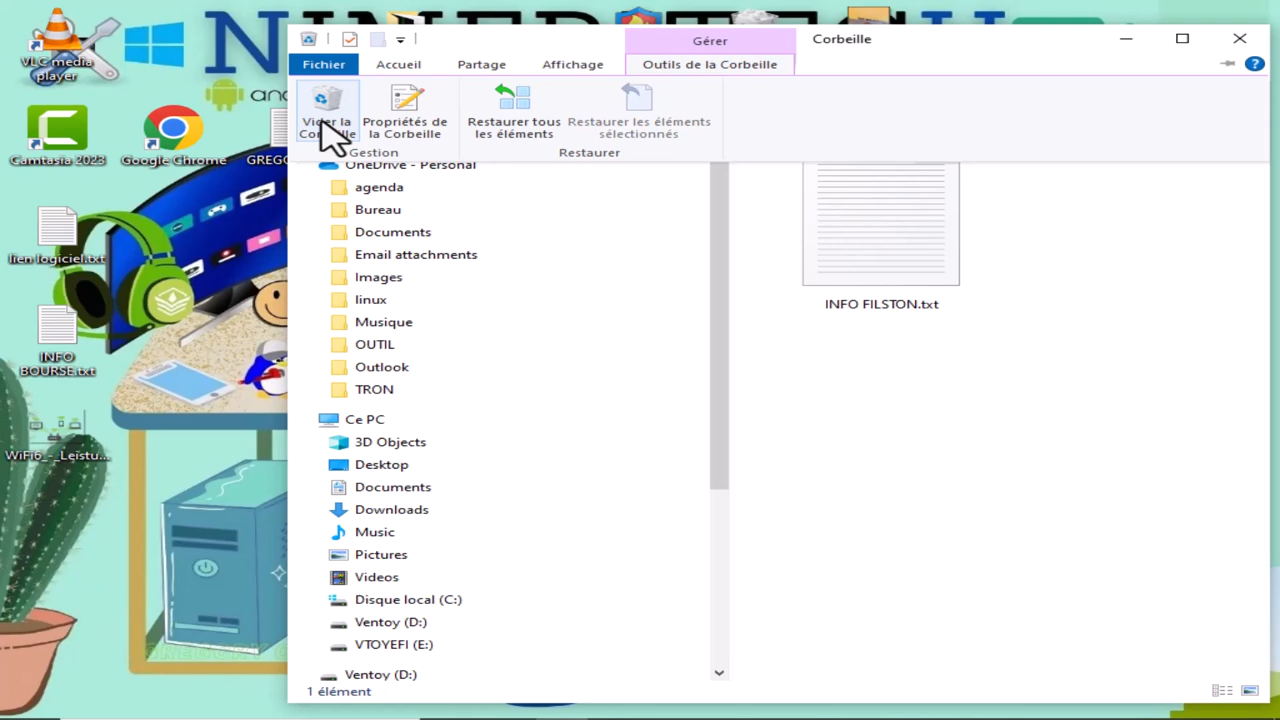 Gérer
Corbeille
Fichier
Accueil
Partage
Affichage
Outils de la Corbeille
Vider la
Propriétés de
la Corbeille
Restaurer tous
les éléments
Restaurer les éléments
sélectionnés
Gestion
Restaurer
VLC media
player
Camtasia 2023
Google Chrome
GREGO
lien logiciel.txt
INFO
BOURSE.txt
WiFi6_-_Leistu...
OneDrive - Personal
agenda
Bureau
Documents
Email attachments
Images
linux
Musique
OUTIL
Outlook
TRON
Ce PC
3D Objects
Desktop
Documents
Downloads
Music
Pictures
Videos
Disque local (C:)
Ventoy (D:)
VTOYEFI (E:)
Ventoy (D:)
INFO FILSTON.txt
1 élément